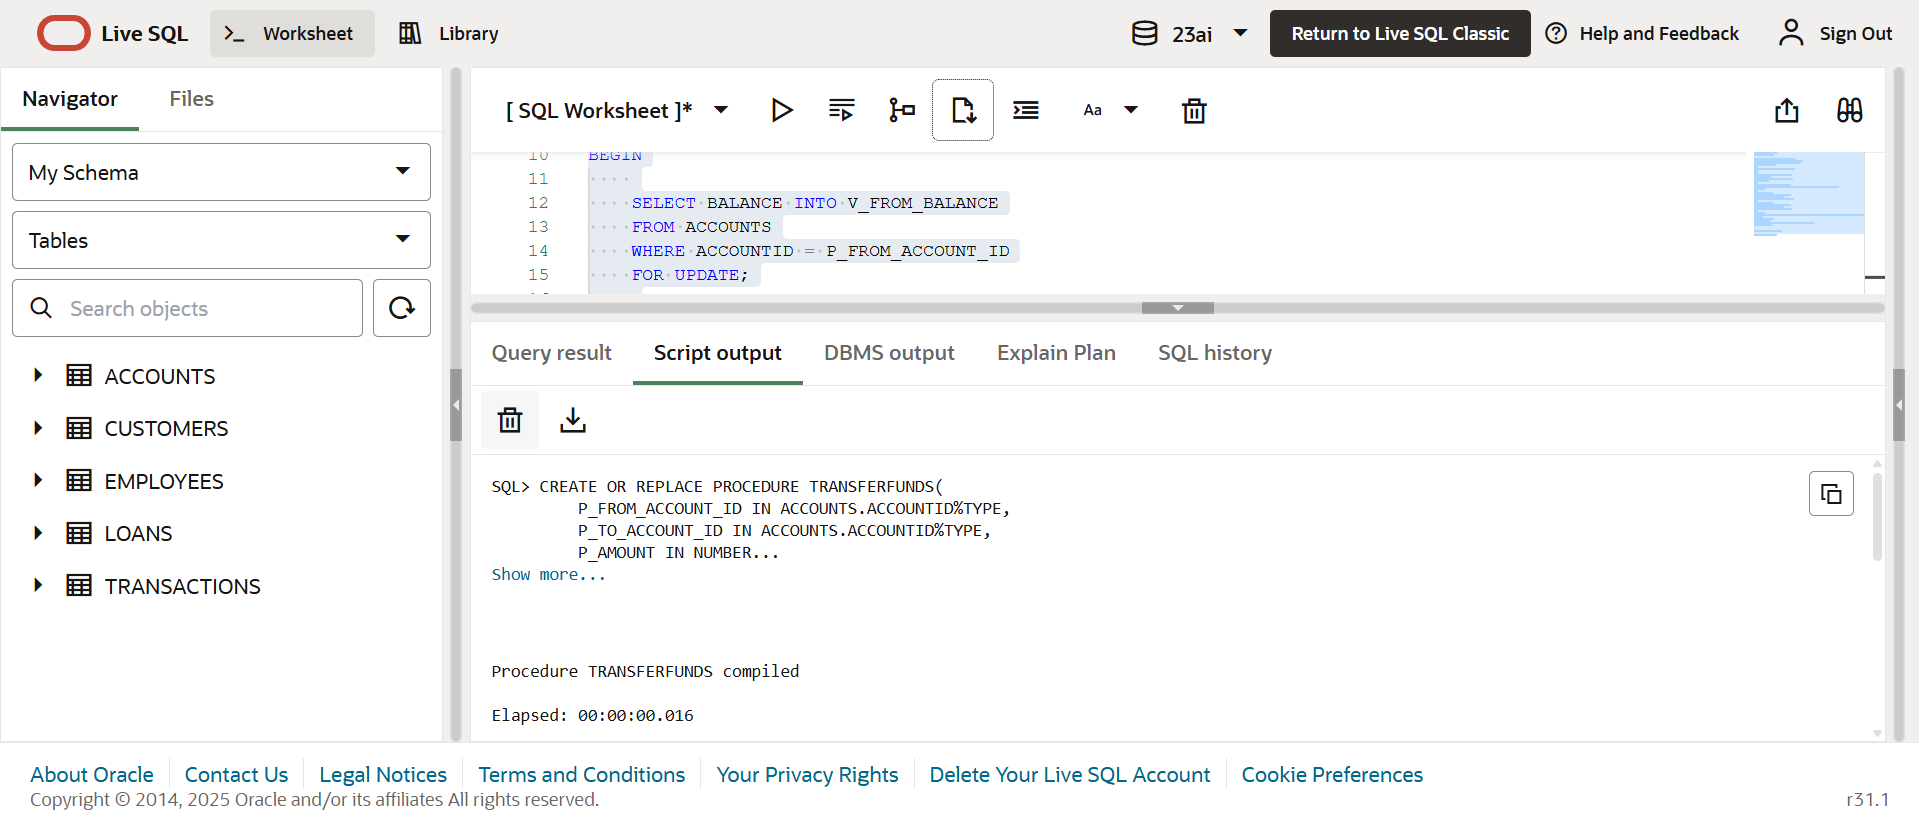 Live SQL
Worksheet
Library
23ai
Return to Live SQL Classic
Help and Feedback
Sign Out
Navigator
Files
My Schema
Tables
Search objects
ACCOUNTS
CUSTOMERS
EMPLOYEES
LOANS
TRANSACTIONS
[ SQL Worksheet ]*
Aa
10 BEGIN
11
12 SELECT BALANCE INTO V_FROM_BALANCE
13 FROM ACCOUNTS
14 WHERE ACCOUNTID = P_FROM_ACCOUNT_ID
15 FOR UPDATE;
Query result
Script output
DBMS output
Explain Plan
SQL history
SQL> CREATE OR REPLACE PROCEDURE TRANSFERFUNDS(
P_FROM_ACCOUNT_ID IN ACCOUNTS.ACCOUNTID%TYPE,
P_TO_ACCOUNT_ID IN ACCOUNTS.ACCOUNTID%TYPE,
P_AMOUNT IN NUMBER...
Show more...
Procedure TRANSFERFUNDS compiled
Elapsed: 00:00:00.016
About Oracle
Contact Us
Legal Notices
Terms and Conditions
Your Privacy Rights
Delete Your Live SQL Account
Cookie Preferences
Copyright © 2014, 2025 Oracle and/or its affiliates All rights reserved.
r31.1